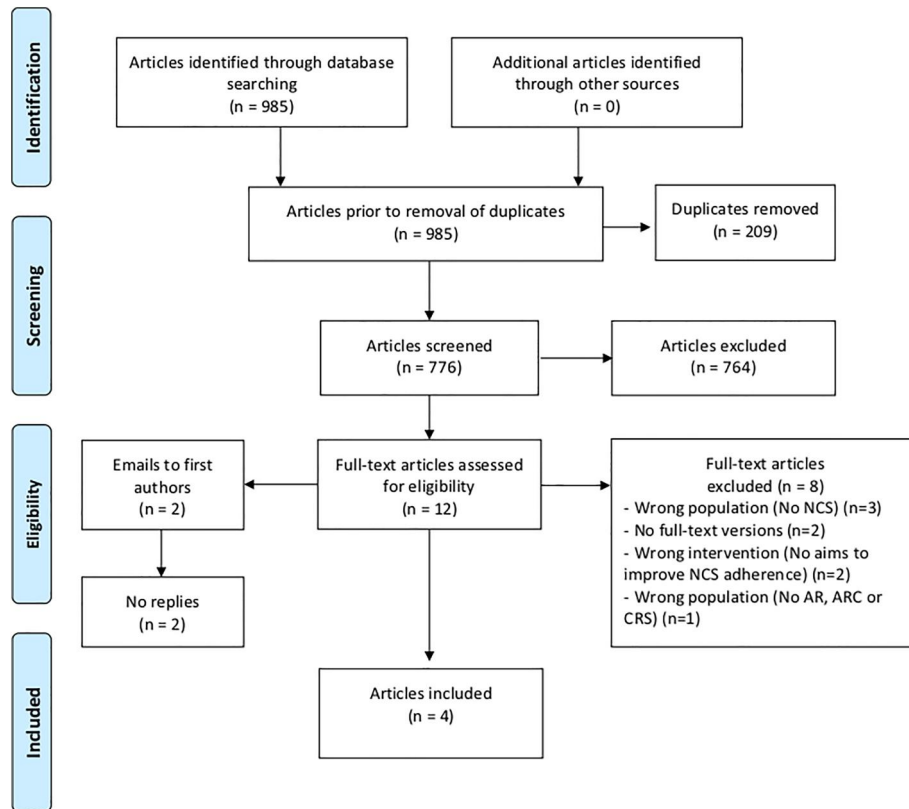 Identification
Articles identified through database
searching
(n = 985)
Additional articles identified
through other sources
(n = 0)
Articles prior to removal of duplicates
(n = 985)
Duplicates removed
(n = 209)
Screening
Articles screened
(n = 776)
Articles excluded
(n = 764)
Eligibility
Emails to first
authors
(n = 2)
Full-text articles assessed
for eligibility
(n = 12)
Full-text articles
excluded (n = 8)
- Wrong population (No NCS) (n=3)
- No full-text versions (n=2)
- Wrong intervention (No aims to
improve NCS adherence) (n=2)
- Wrong population (No AR, ARC or
CRS) (n=1)
No replies
(n = 2)
Included
Articles included
(n = 4)